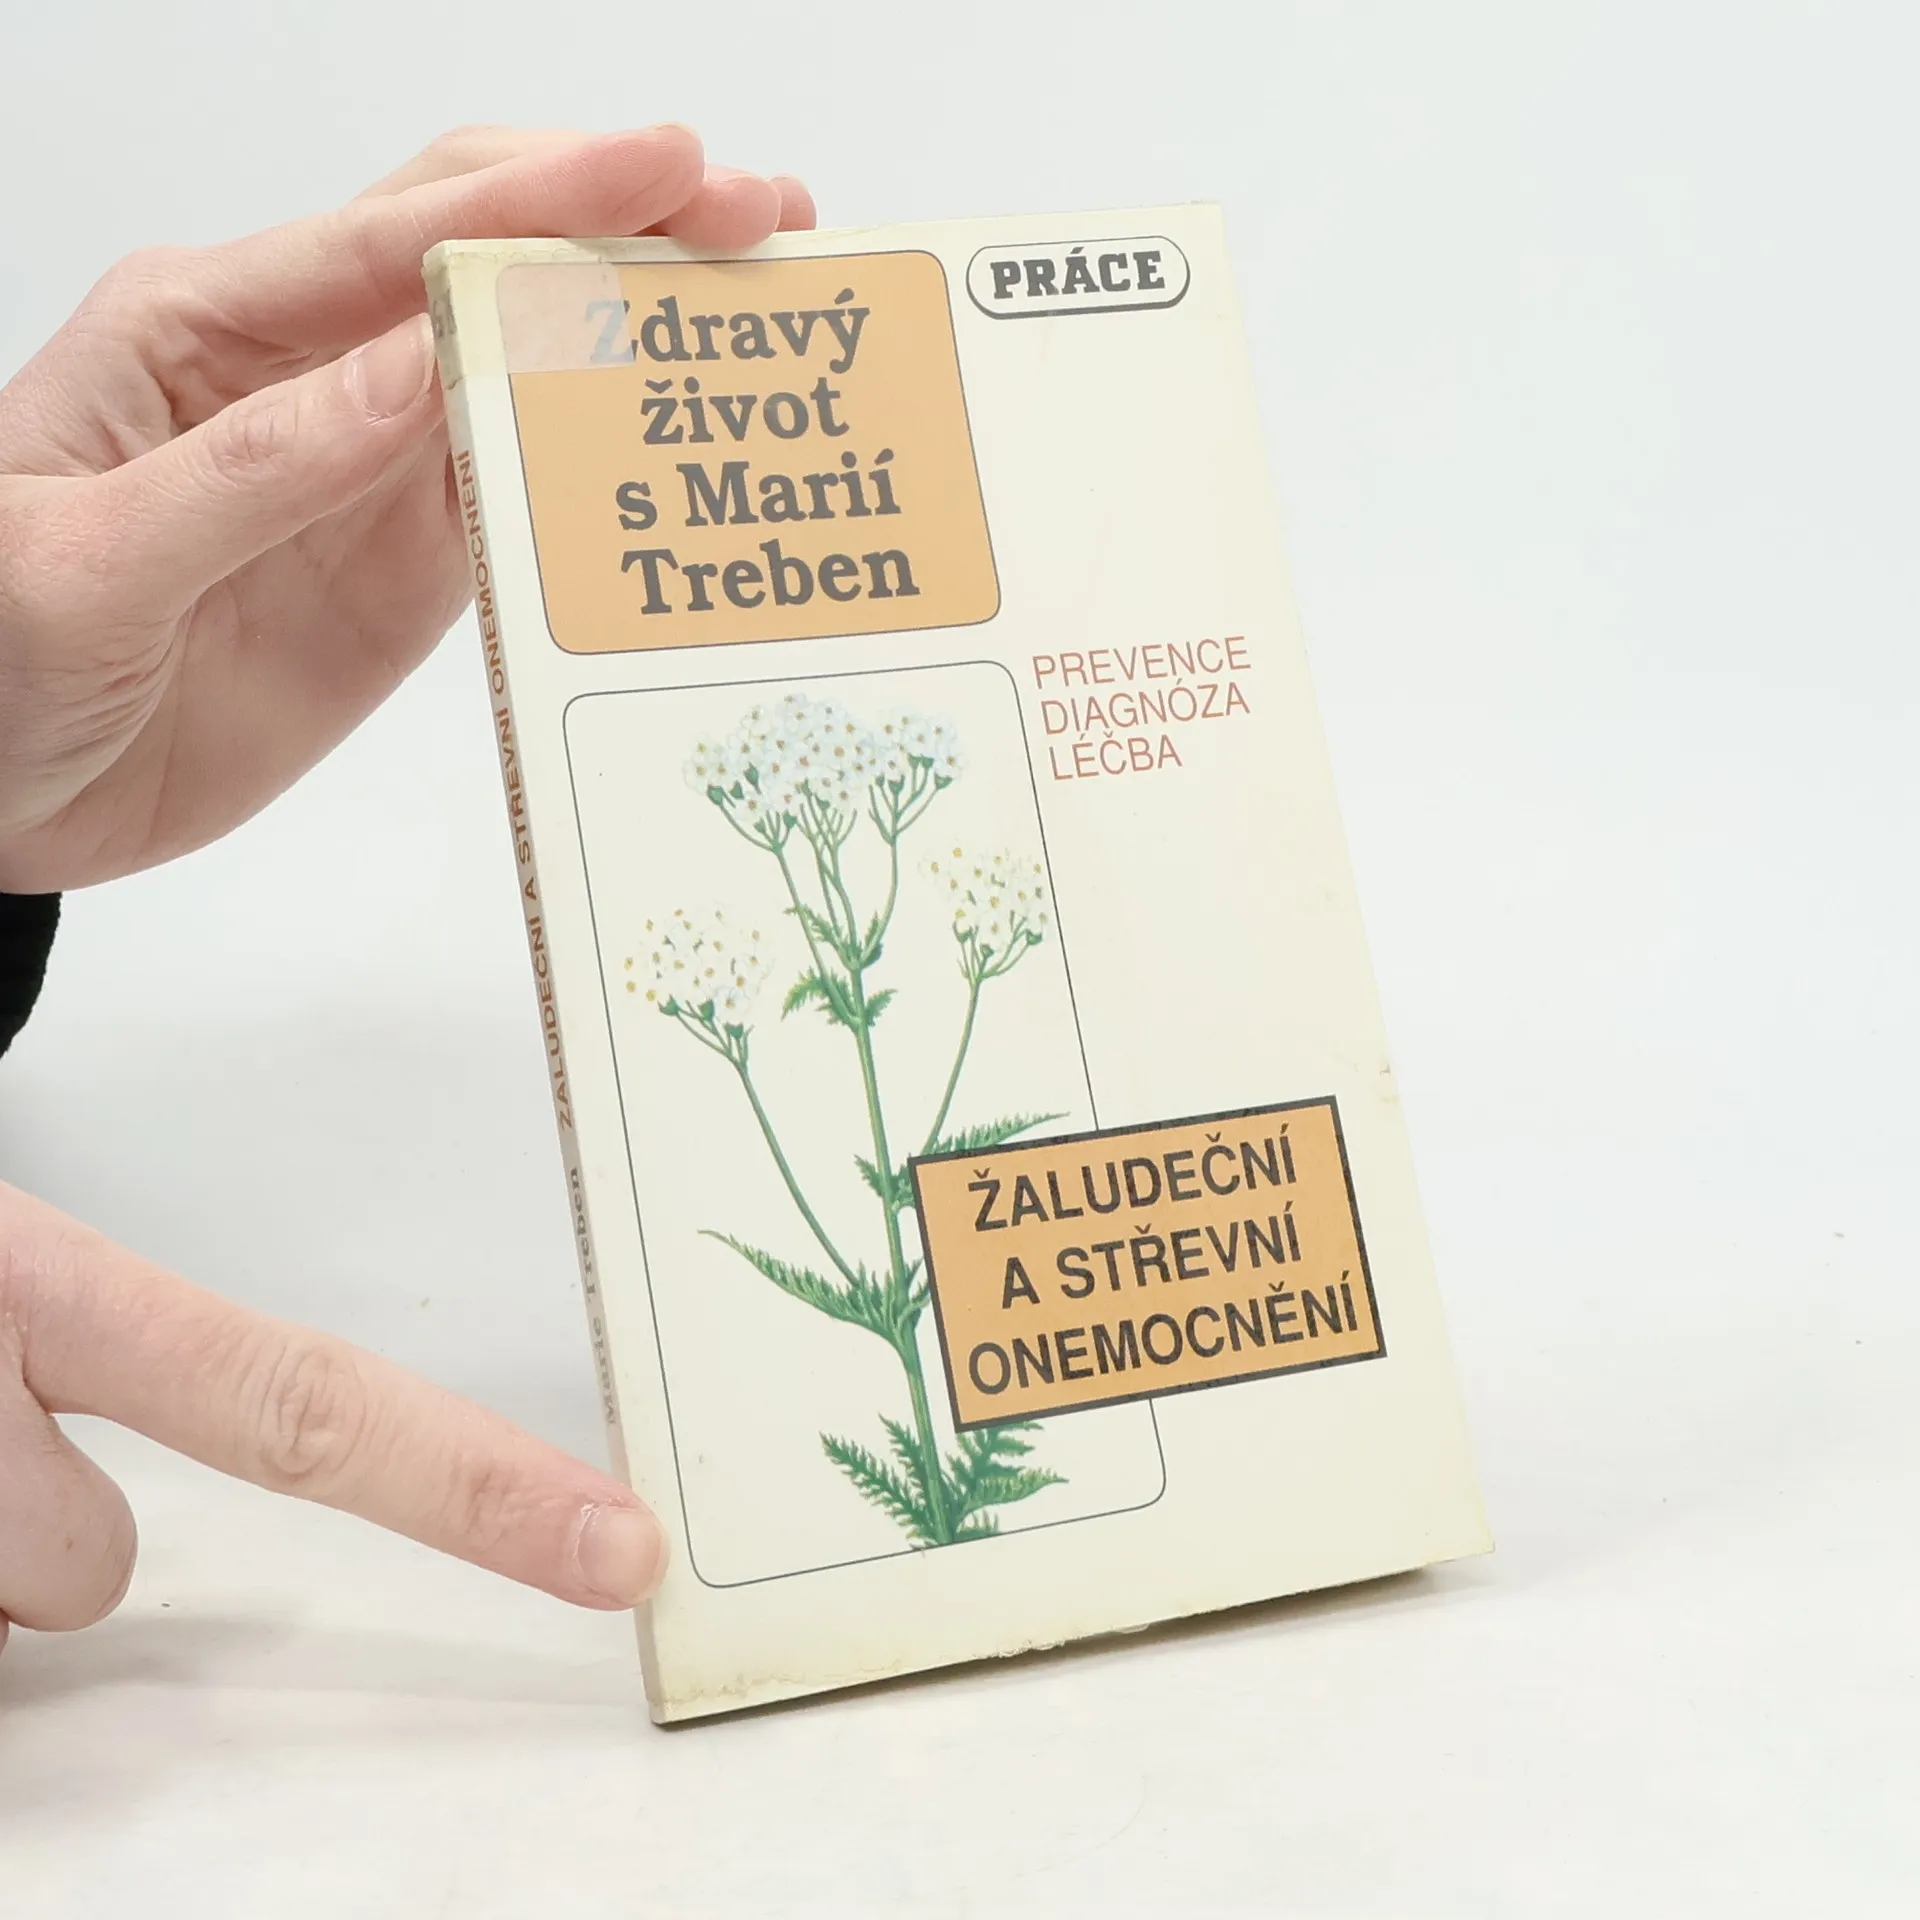 PRÁCE
Zdravý
život
s Marií
Treben
PREVENCE
DIAGNÓZA
LÉČBA
ŽALUDEČNÍ
A STŘEVNÍ
ONEMOCNĚNÍ
Marie Treben ŽALUDEČNÍ A STŘEVNÍ ONEMOCNĚNÍ